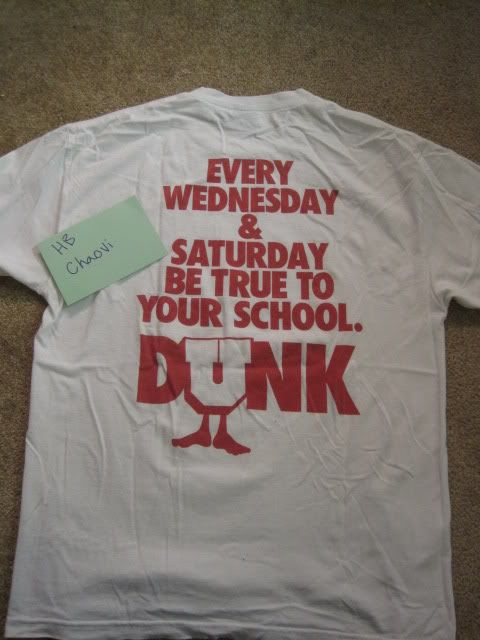 EVERY
WEDNESDAY
&
SATURDAY
BE TRUE TO
YOUR SCHOOL.
DUNK
HB
Chaovi